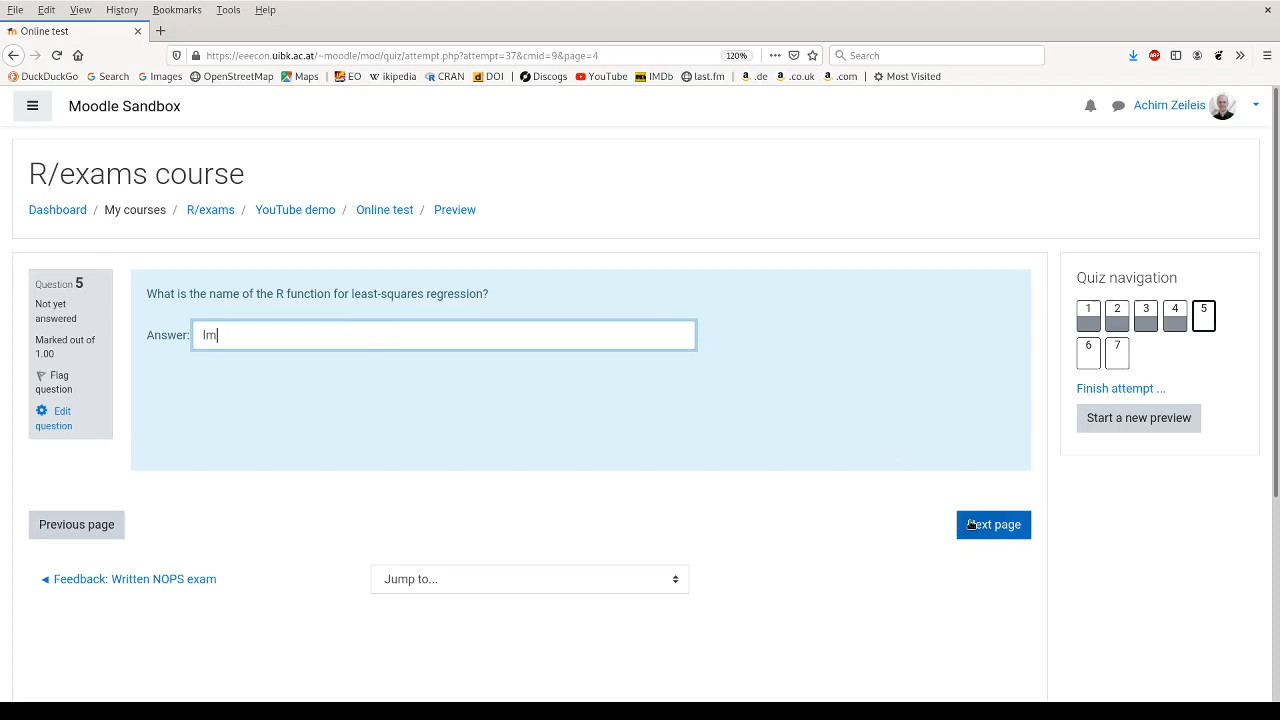 File Edit View History Bookmarks Tools Help
Online test
https://eeecon.uibk.ac.at/~moodle/mod/quiz/attempt.php?attempt=37&cmid=9&page=4 120% Search
DuckDuckGo Search Images OpenStreetMap Maps EO Wikipedia CRAN DOI Discogs YouTube IMDb last.fm .de .co.uk .com Most Visited
Moodle Sandbox Achim Zeileis
R/exams course
Dashboard / My courses / R/exams / YouTube demo / Online test / Preview
Question 5
Not yet
answered
Marked out of
1.00
Flag
question
Edit
question
What is the name of the R function for least-squares regression?
Answer: lm
Quiz navigation
1 2 3 4 5
6 7
Finish attempt ...
Start a new preview
Previous page Next page
◄ Feedback: Written NOPS exam Jump to...